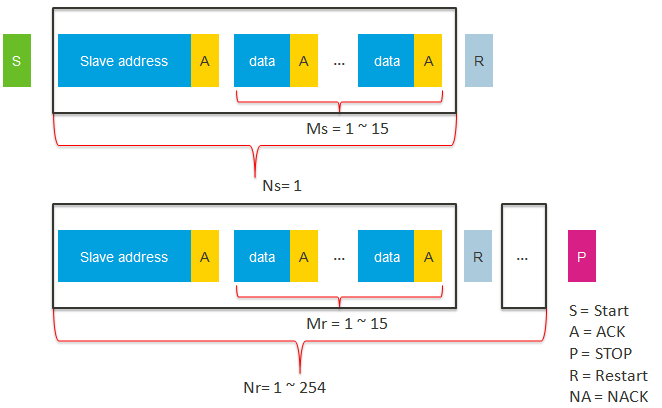 S Slave address A data A ... data A R
Ms = 1 ~ 15
Ns= 1
Slave address A data A ... data A R ... P
Mr = 1 ~ 15
Nr= 1 ~ 254
S = Start
A = ACK
P = STOP
R = Restart
NA = NACK